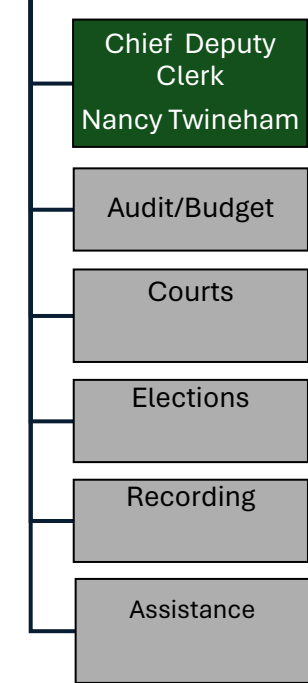 Chief Deputy
Clerk
Nancy Twineham
Audit/Budget
Courts
Elections
Recording
Assistance